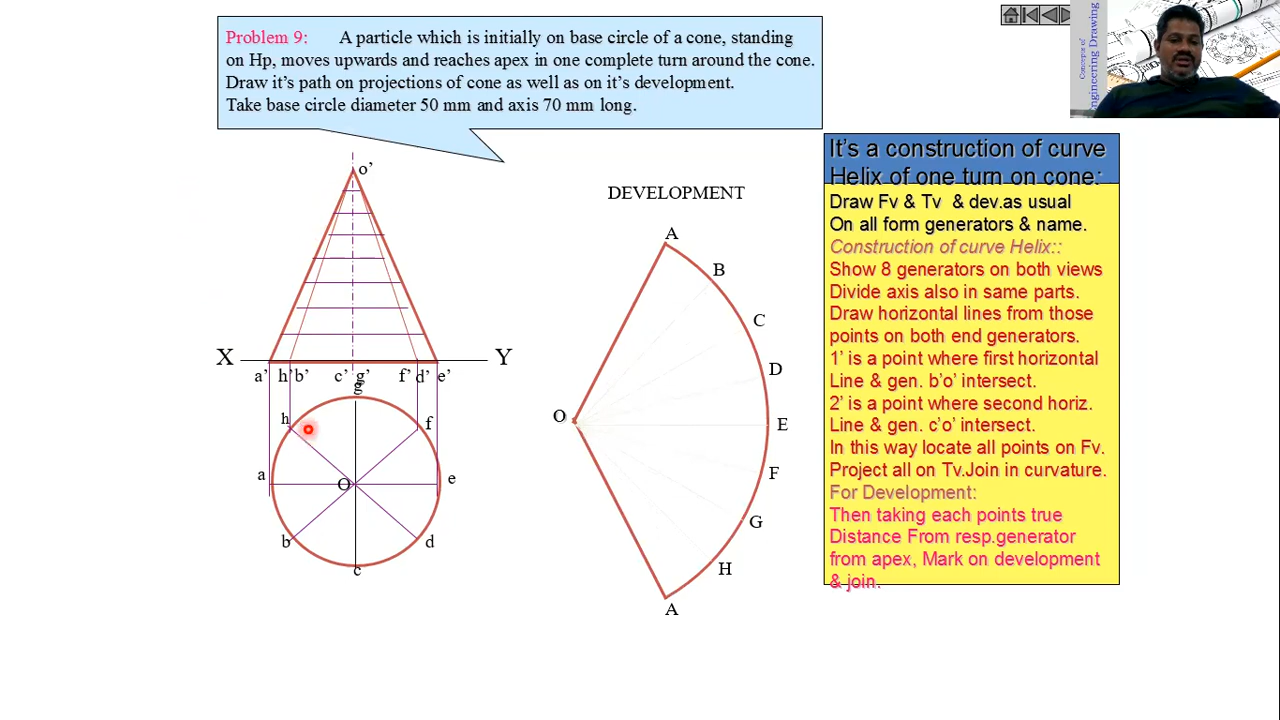 Problem 9: A particle which is initially on base circle of a cone, standing
on Hp, moves upwards and reaches apex in one complete turn around the cone.
Draw it's path on projections of cone as well as on it's development.
Take base circle diameter 50 mm and axis 70 mm long.
Concepts of
ngineering Drawing
It's a construction of curve
Helix of one turn on cone:
Draw Fv & Tv & dev.as usual
On all form generators & name.
Construction of curve Helix::
Show 8 generators on both views
Divide axis also in same parts.
Draw horizontal lines from those
points on both end generators.
1' is a point where first horizontal
Line & gen. b'o' intersect.
2' is a point where second horiz.
Line & gen. c'o' intersect.
In this way locate all points on Fv.
Project all on Tv.Join in curvature.
For Development:
Then taking each points true
Distance From resp.generator
from apex, Mark on development
& join.
o'
X
Y
a' h' b' c' g' f' d' e'
g
h
f
a
O
e
b
d
c
DEVELOPMENT
A
B
C
D
O
E
F
G
H
A